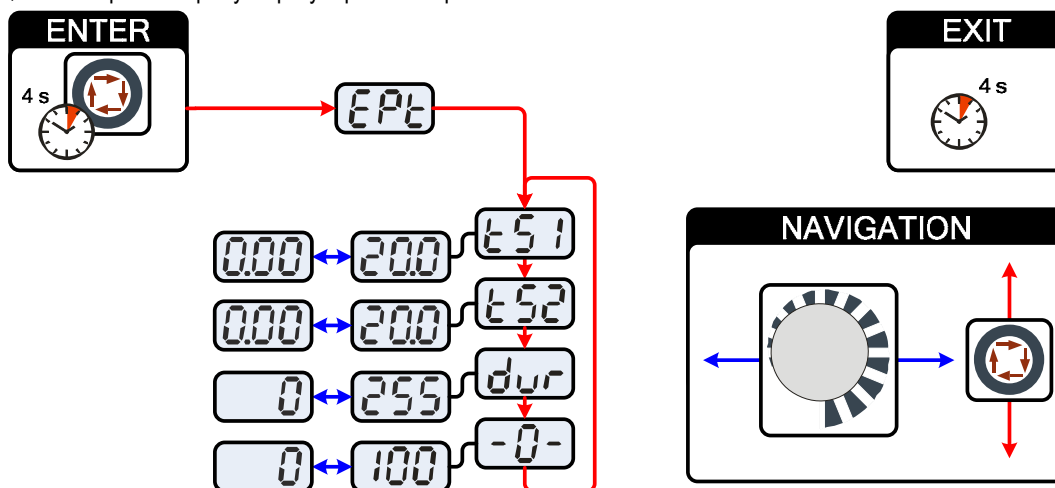 ENTER
4 s
EPt
EXIT
4 s
tS1
0.00 20.0
NAVIGATION
tS2
0.00 20.0
dur
0 255
-0-
0 100